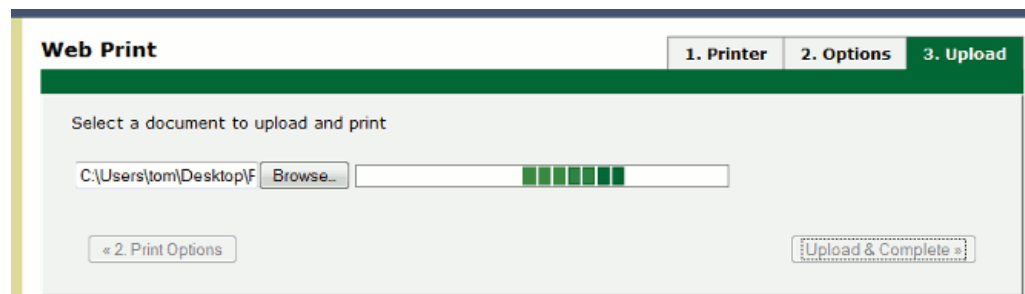 Web Print
1. Printer 2. Options 3. Upload
Select a document to upload and print
C:\Users\tom\Desktop\F Browse...
« 2. Print Options Upload & Complete »